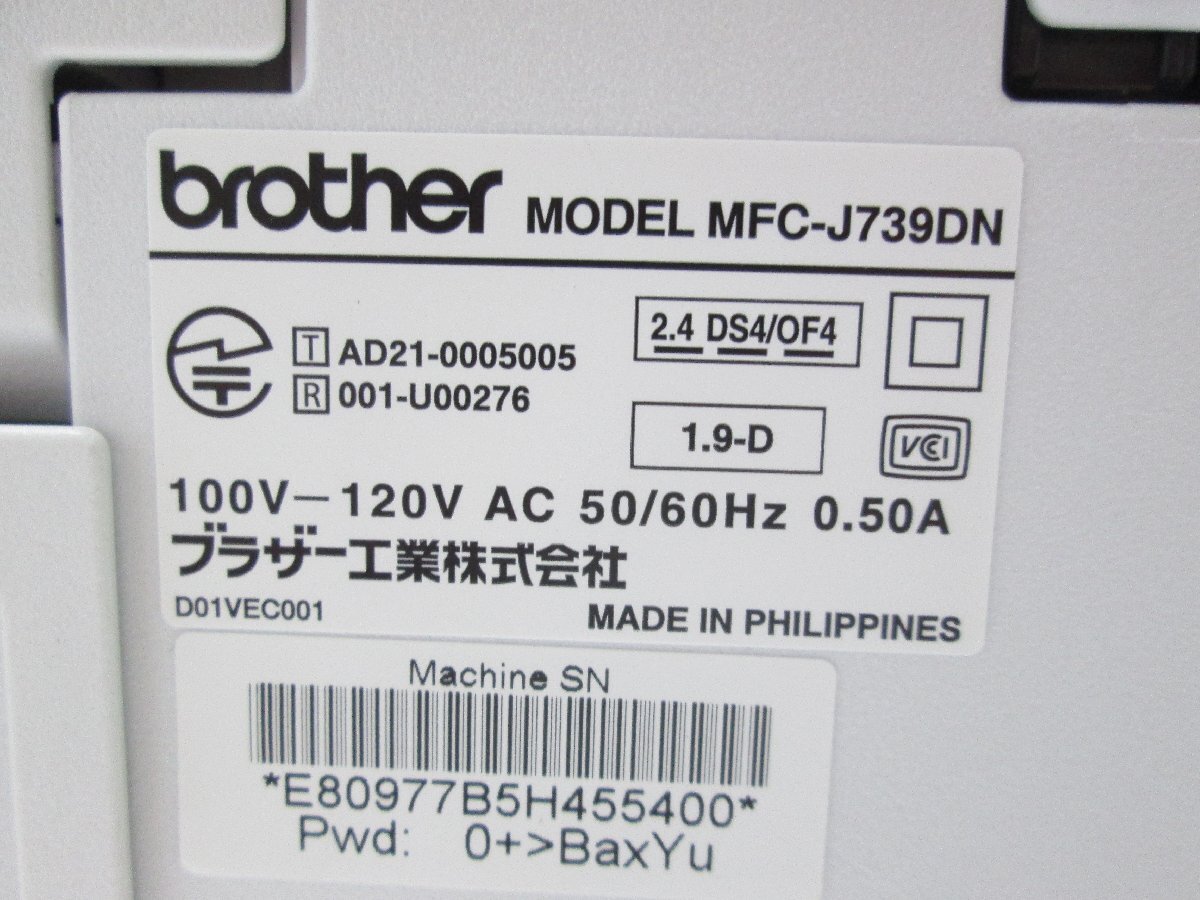 brother MODEL MFC-J739DN
T AD21-0005005
R 001-U00276
2.4 DS4/OF4
1.9-D
VCI
100V－120V AC 50/60Hz 0.50A
ブラザー工業株式会社
D01VEC001 MADE IN PHILIPPINES
Machine SN
*E80977B5H455400*
Pwd: 0+>BaxYu